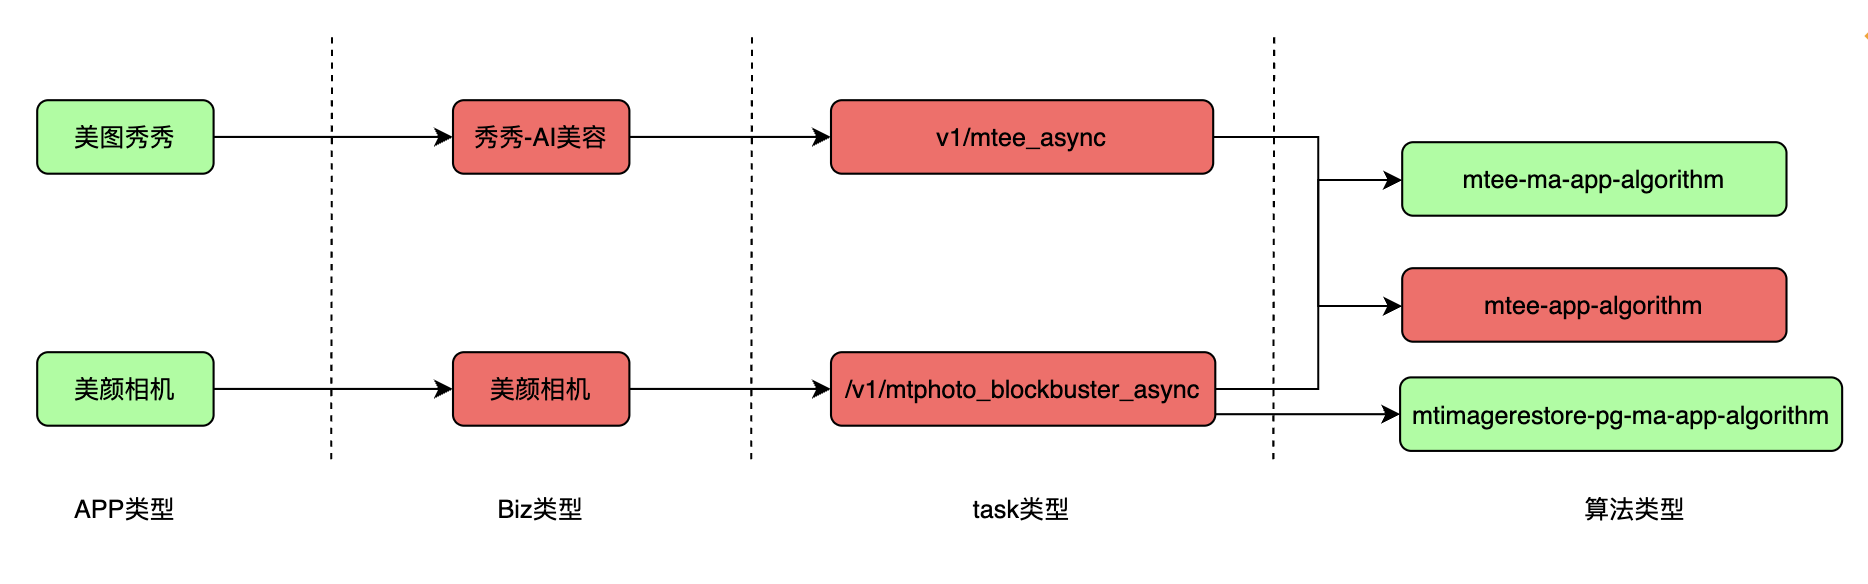 美图秀秀
秀秀-AI美容
v1/mtee_async
mtee-ma-app-algorithm
mtee-app-algorithm
美颜相机
美颜相机
/v1/mtphoto_blockbuster_async
mtimagerestore-pg-ma-app-algorithm
APP类型
Biz类型
task类型
算法类型